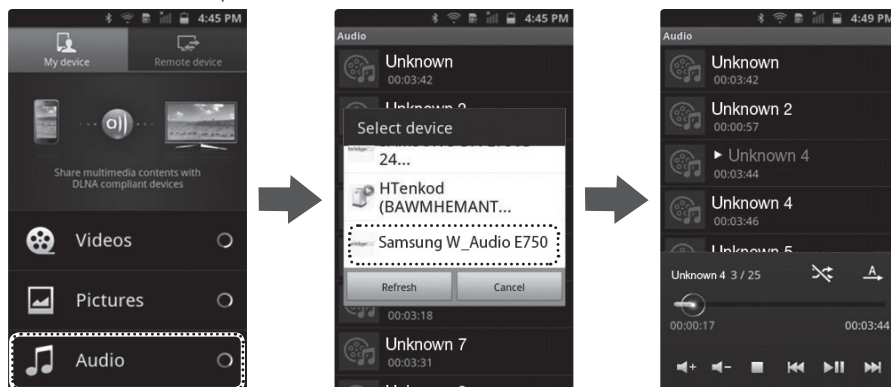 4:45 PM
My device
Remote device
Share multimedia contents with
DLNA compliant devices
Videos
Pictures
Audio
4:45 PM
Audio
Unknown
00:03:42
Unknown 2
Select device
24...
HTenkod
(BAWMHEMANT...
Samsung W_Audio E750
Refresh
Cancel
00:03:18
Unknown 7
00:03:31
4:49 PM
Audio
Unknown
00:03:42
Unknown 2
00:00:57
Unknown 4
00:03:44
Unknown 4
00:03:46
Unknown 5
Unknown 4 3 / 25
A
00:00:17
00:03:44